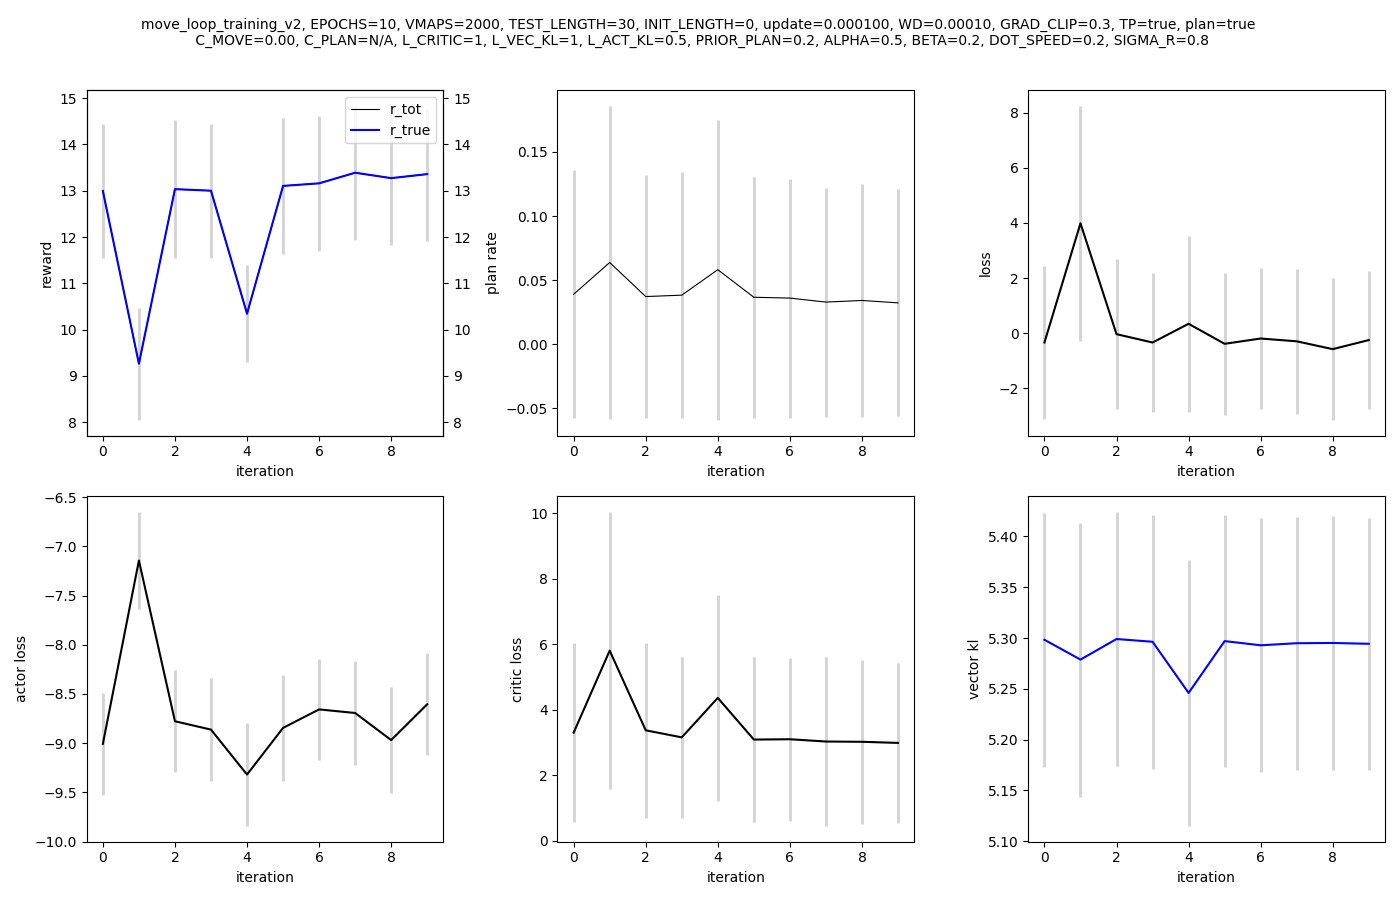 move_loop_training_v2, EPOCHS=10, VMAPS=2000, TEST_LENGTH=30, INIT_LENGTH=0, update=0.000100, WD=0.00010, GRAD_CLIP=0.3, TP=true, plan=true
C_MOVE=0.00, C_PLAN=N/A, L_CRITIC=1, L_VEC_KL=1, L_ACT_KL=0.5, PRIOR_PLAN=0.2, ALPHA=0.5, BETA=0.2, DOT_SPEED=0.2, SIGMA_R=0.8
15
14
13
12
11
10
9
8
reward
r_tot
r_true
15
14
13
12
11
10
9
8
0 2 4 6 8
iteration
0.15
0.10
0.05
0.00
−0.05
plan rate
0 2 4 6 8
iteration
8
6
4
2
0
−2
loss
0 2 4 6 8
iteration
−6.5
−7.0
−7.5
−8.0
−8.5
−9.0
−9.5
−10.0
actor loss
0 2 4 6 8
iteration
10
8
6
4
2
0
critic loss
0 2 4 6 8
iteration
5.40
5.35
5.30
5.25
5.20
5.15
5.10
vector kl
0 2 4 6 8
iteration